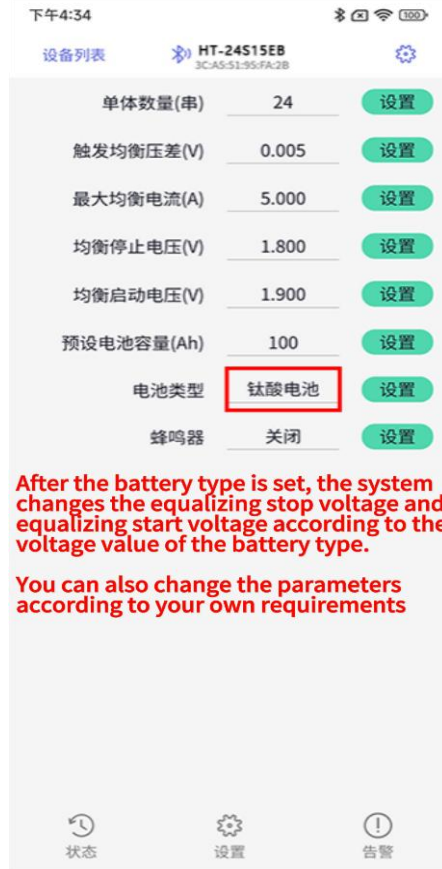 下午4:34
100
设备列表
HT-24S15EB
3C:A5:51:95:FA:2B
单体数量(串) 24 设置
触发均衡压差(V) 0.005 设置
最大均衡电流(A) 5.000 设置
均衡停止电压(V) 1.800 设置
均衡启动电压(V) 1.900 设置
预设电池容量(Ah) 100 设置
电池类型 钛酸电池 设置
蜂鸣器 关闭 设置
After the battery type is set, the system
changes the equalizing stop voltage and
equalizing start voltage according to the
voltage value of the battery type.
You can also change the parameters
according to your own requirements
状态 设置 告警